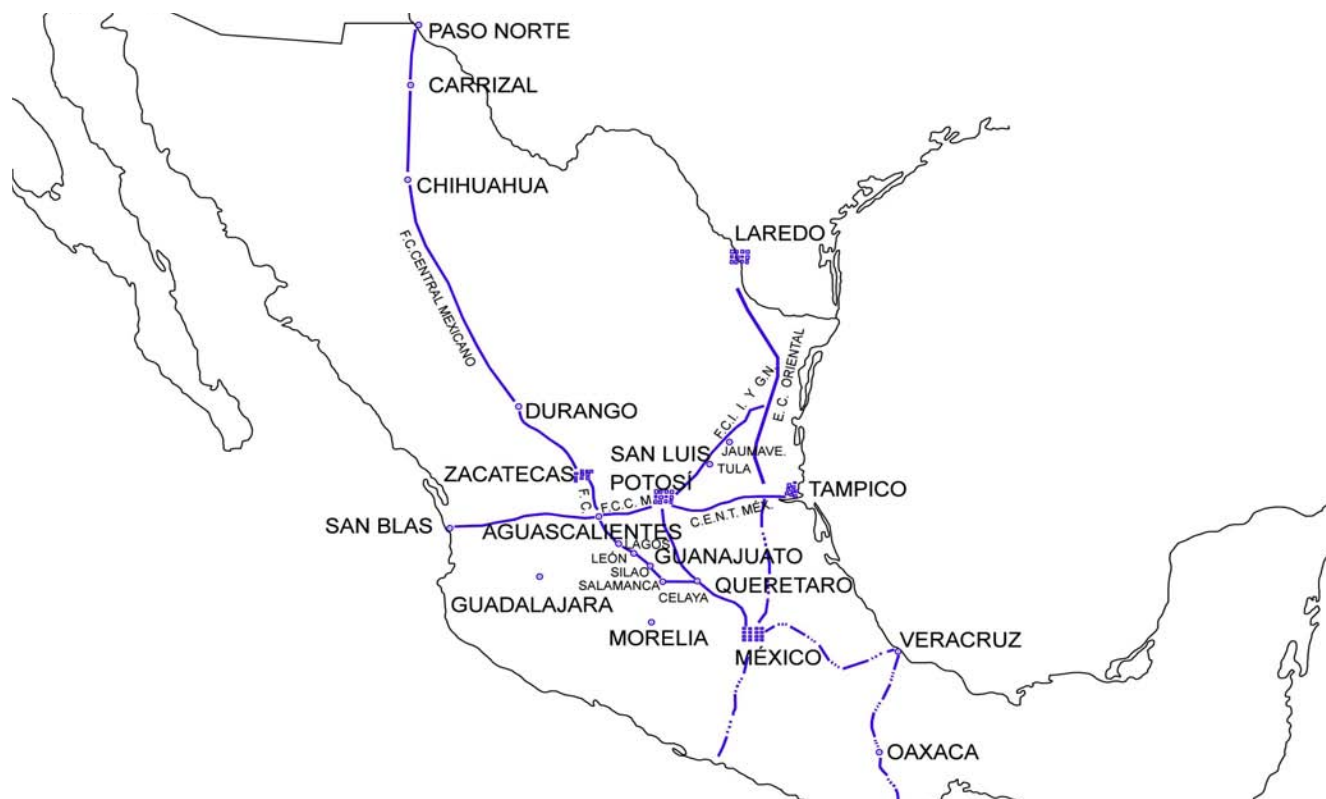 PASO NORTE
CARRIZAL
CHIHUAHUA
LAREDO
F.C.CENTRAL MEXICANO
E. C. ORIENTAL
F.C.I. I. Y G.N.
DURANGO
SAN LUIS
POTOSÍ
JAUMAVE.
TULA
ZACATECAS
TAMPICO
F. C.
F.C.C. M
C.E.N.T. MÉX.
SAN BLAS
AGUASCALIENTES
LAGOS
LEÓN
GUANAJUATO
SILAO
SALAMANCA
QUERETARO
CELAYA
GUADALAJARA
MORELIA
MÉXICO
VERACRUZ
OAXACA